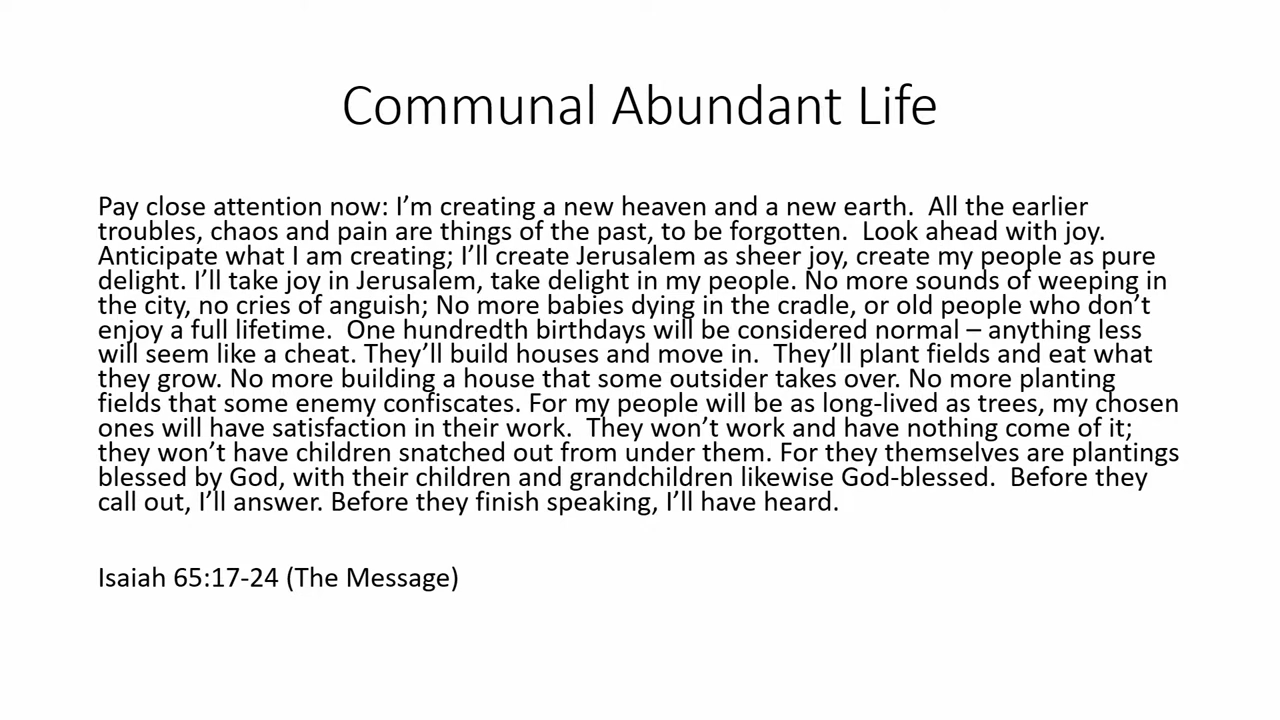 Communal Abundant Life
Pay close attention now: I’m creating a new heaven and a new earth.  All the earlier
troubles, chaos and pain are things of the past, to be forgotten.  Look ahead with joy.
Anticipate what I am creating; I’ll create Jerusalem as sheer joy, create my people as pure
delight. I’ll take joy in Jerusalem, take delight in my people. No more sounds of weeping in
the city, no cries of anguish; No more babies dying in the cradle, or old people who don’t
enjoy a full lifetime.  One hundredth birthdays will be considered normal – anything less
will seem like a cheat. They’ll build houses and move in.  They’ll plant fields and eat what
they grow. No more building a house that some outsider takes over. No more planting
fields that some enemy confiscates. For my people will be as long-lived as trees, my chosen
ones will have satisfaction in their work.  They won’t work and have nothing come of it;
they won’t have children snatched out from under them. For they themselves are plantings
blessed by God, with their children and grandchildren likewise God-blessed.  Before they
call out, I’ll answer. Before they finish speaking, I’ll have heard.
Isaiah 65:17-24 (The Message)